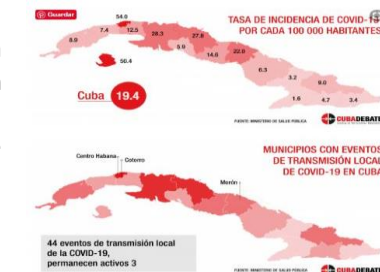 Guardar
TASA DE INCIDENCIA DE COVID-19
POR CADA 100 000 HABITANTES
54.0
8.9
7.4
12.5
28.3
27.8
5.9
14.6
22.8
56.4
6.3
3.2
8.0
1.6
4.7
3.4
Cuba 19.4
FUENTE: MINISTERIO DE SALUD PÚBLICA
CUBADEBATE
MUNICIPIOS CON EVENTOS
DE TRANSMISIÓN LOCAL
DE COVID-19 EN CUBA
Centro Habana
Cotorro
Morón
44 eventos de transmisión local
de la COVID-19,
permanecen activos 3
FUENTE: MINISTERIO DE SALUD PÚBLICA
CUBADEBATE